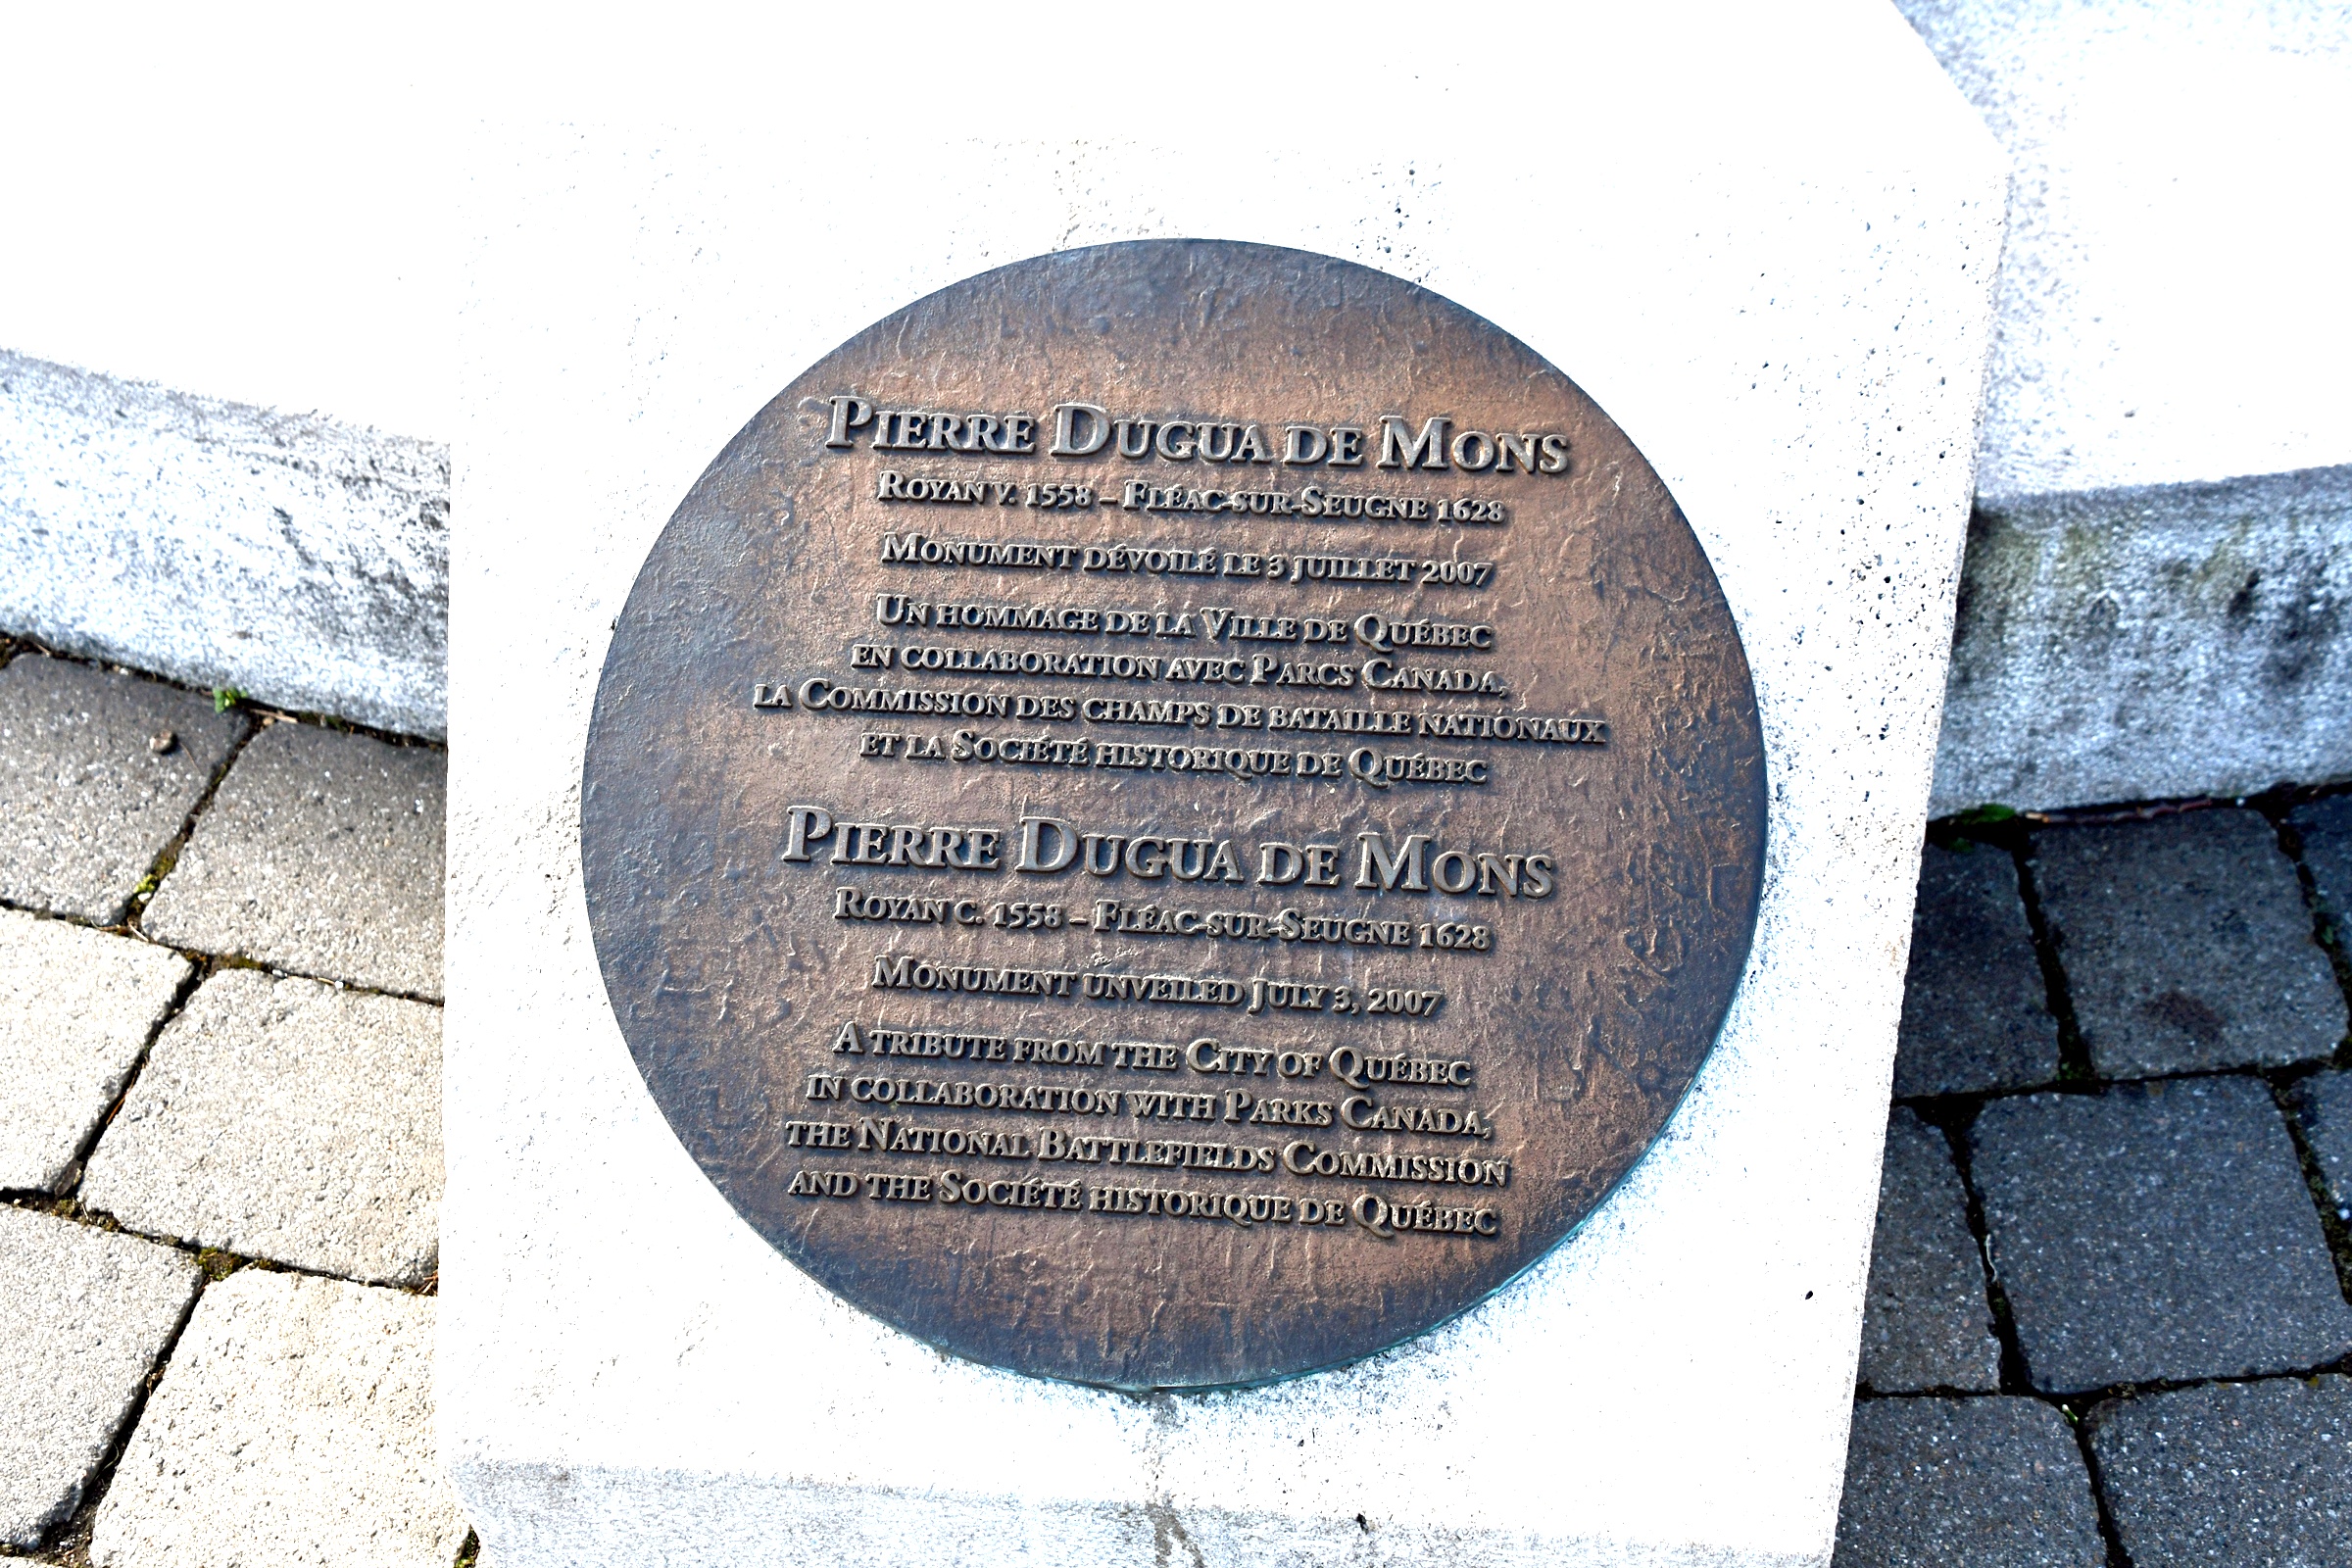 Pierre Dugua de Mons
Royan v. 1558 – Fléac-sur-Seugne 1628
Monument dévoilé le 3 juillet 2007
Un hommage de la Ville de Québec
en collaboration avec Parcs Canada,
la Commission des champs de bataille nationaux
et la Société historique de Québec
Pierre Dugua de Mons
Royan c. 1558 – Fléac-sur-Seugne 1628
Monument unveiled July 3, 2007
A tribute from the City of Québec
in collaboration with Parks Canada,
the National Battlefields Commission
and the Société historique de Québec